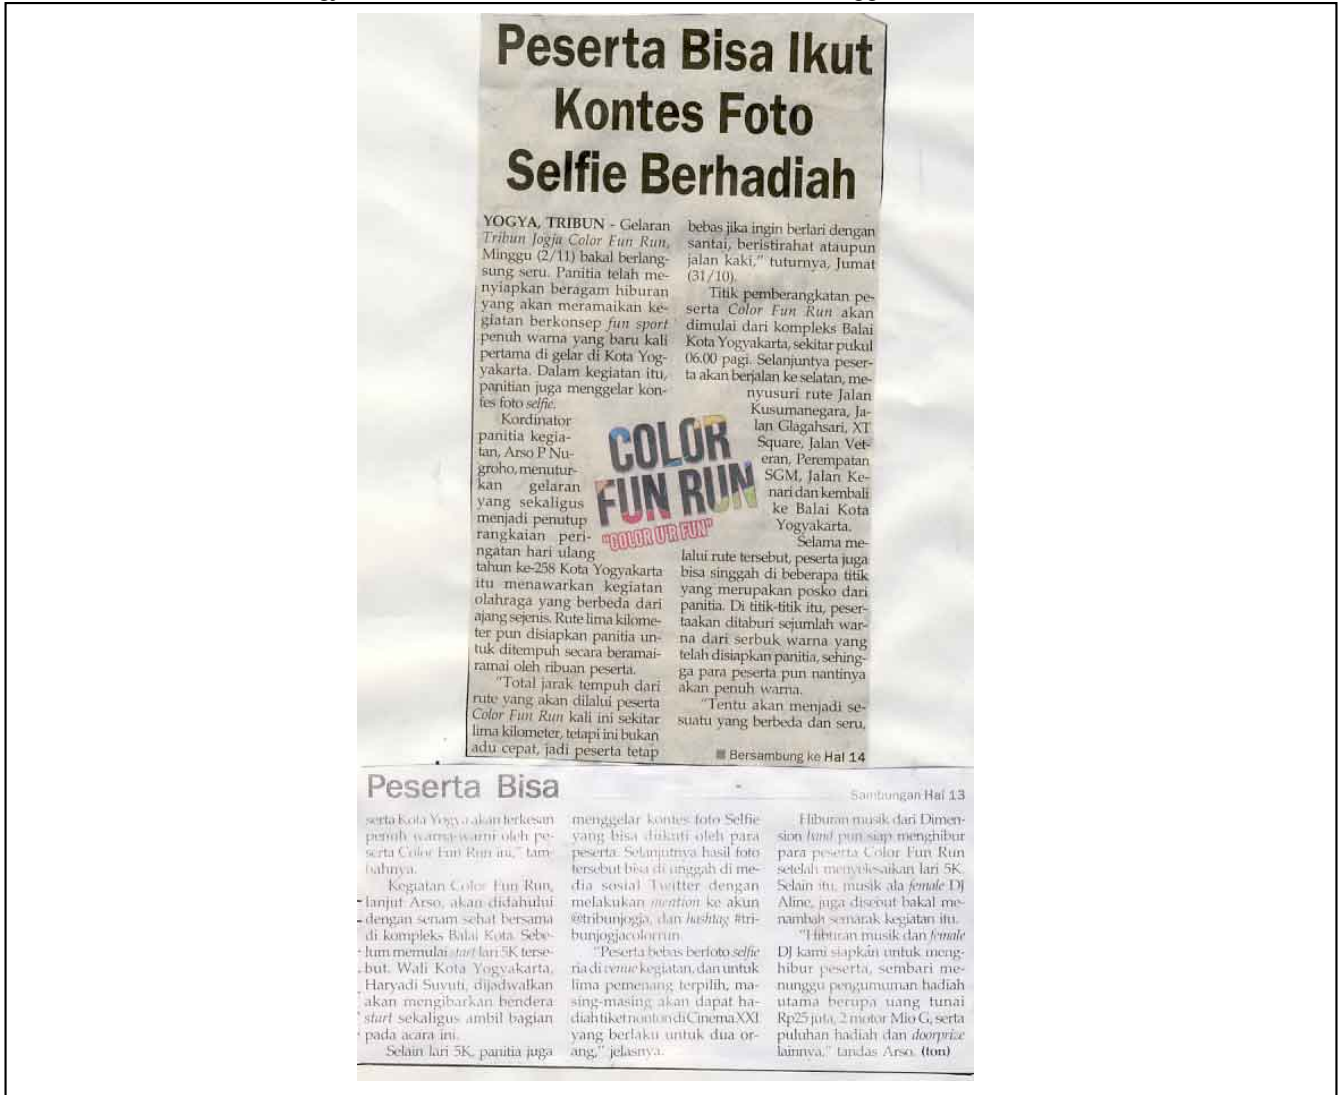 Peserta Bisa Ikut
Kontes Foto
Selfie Berhadiah
YOGYA, TRIBUN - Gelaran
Tribun Jogja Color Fun Run,
Minggu (2/11) bakal berlang-
sung seru. Panitia telah me-
nyiapkan beragam hiburan
yang akan meramaikan ke-
giatan berkonsep fun sport
penuh warna yang baru kali
pertama di gelar di Kota Yog-
yakarta. Dalam kegiatan itu,
panitian juga menggelar kon-
tes foto selfie.
Kordinator
panitia kegia-
tan, Arso P Nu-
groho, menutur-
kan gelaran
yang sekaligus
menjadi penutup
rangkaian peri-
ngatan hari ulang
tahun ke-258 Kota Yogyakarta
itu menawarkan kegiatan
olahraga yang berbeda dari
ajang sejenis. Rute lima kilome-
ter pun disiapkan panitia un-
tuk ditempuh secara beramai-
ramai oleh ribuan peserta.
"Total jarak tempuh dari
rute yang akan dilalui peserta
Color Fun Run kali ini sekitar
lima kilometer, tetapi ini bukan
adu cepat, jadi peserta tetap
COLOR
FUN RUN
"COLOR U'R FUN"
bebas jika ingin berlari dengan
santai, beristirahat ataupun
jalan kaki," tuturnya, Jumat
(31/10).
Titik pemberangkatan pe-
serta Color Fun Run akan
dimulai dari kompleks Balai
Kota Yogyakarta, sekitar pukul
06.00 pagi. Selanjuntya peser-
ta akan berjalan ke selatan, me-
nyusuri rute Jalan
Kusumanegara, Ja-
lan Glagahsari, XT
Square, Jalan Vet-
eran, Perempatan
SGM, Jalan Ke-
nari dan kembali
ke Balai Kota
Yogyakarta.
Selama me-
lalui rute tersebut, peserta juga
bisa singgah di beberapa titik
yang merupakan posko dari
panitia. Di titik-titik itu, peser-
taakan ditaburi sejumlah war-
na dari serbuk warna yang
telah disiapkan panitia, sehing-
ga para peserta pun nantinya
akan penuh warna.
"Tentu akan menjadi se-
suatu yang berbeda dan seru,
■ Bersambung ke Hal 14
Peserta Bisa
Sambungan Hal 13
serta Kota Yogya akan terkesan
penuh warna-warni oleh pe-
serta Color Fun Run ini," tam-
bahnya.
Kegiatan Color Fun Run,
lanjut Arso, akan didahului
dengan senam sehat bersama
di kompleks Balai Kota. Sebe-
lum memulai start lari 5K terse-
but. Wali Kota Yogyakarta,
Haryadi Suyuti, dijadwalkan
akan mengibarkan bendera
start sekaligus ambil bagian
pada acara ini.
Selain lari 5K, panitia juga
menggelar kontes foto Selfie
yang bisa diikuti oleh para
peserta. Selanjutnya hasil foto
tersebut bisa di unggah di me-
dia sosial Twitter dengan
melakukan mention ke akun
@tribunjogja, dan hashtag #tri-
bunjogjacolorrun.
"Peserta bebas berfoto selfie
ria di venue kegiatan, dan untuk
lima pemenang terpilih, ma-
sing-masing akan dapat ha-
diah tiket nonton di Cinema XXI
yang berlaku untuk dua or-
ang," jelasnya.
Hiburan musik dari Dimen-
sion band pun siap menghibur
para peserta Color Fun Run
setelah menyelesaikan lari 5K.
Selain itu, musik ala female DJ
Aline, juga disebut bakal me-
nambah semarak kegiatan itu.
"Hiburan musik dan female
DJ kami siapkan untuk meng-
hibur peserta, sembari me-
nunggu pengumuman hadiah
utama berupa uang tunai
Rp25 juta, 2 motor Mio G, serta
puluhan hadiah dan doorprize
lainnya," tandas Arso. (ton)